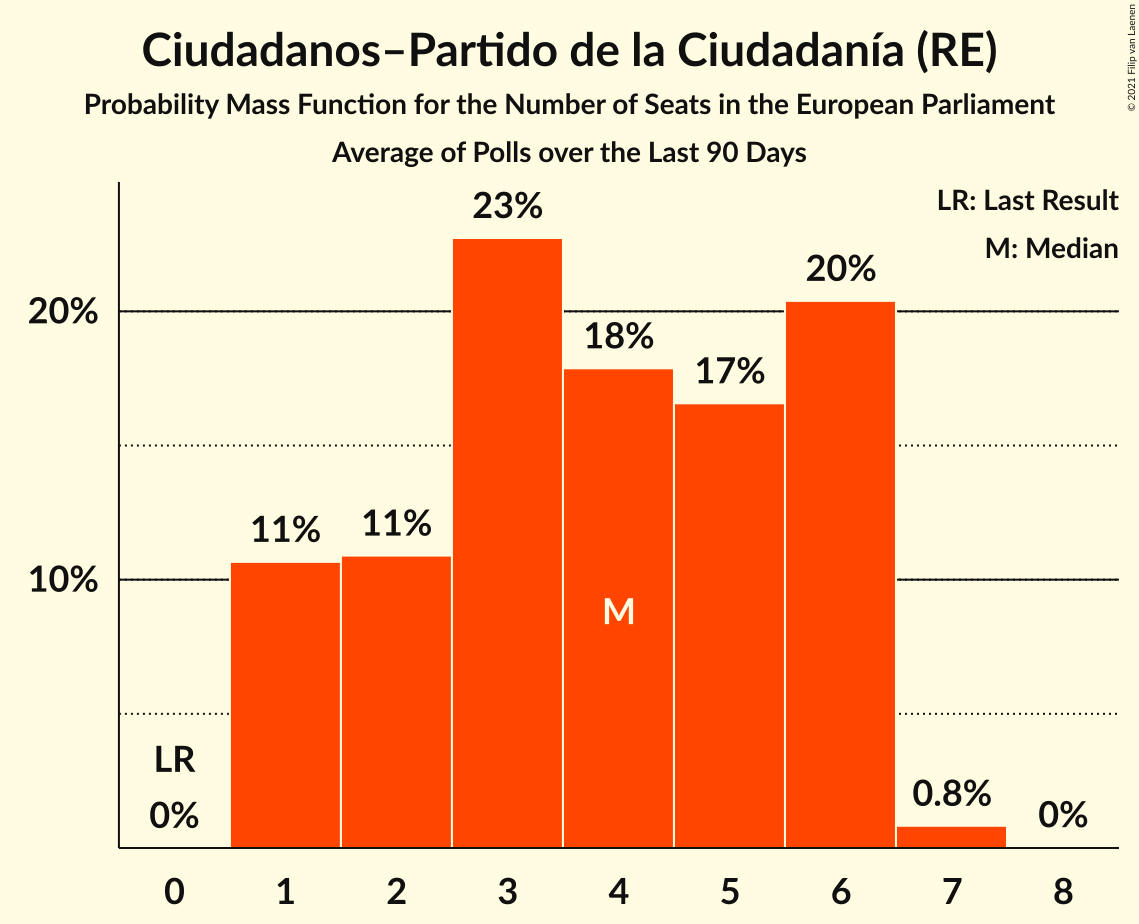 Ciudadanos–Partido de la Ciudadanía (RE)
Probability Mass Function for the Number of Seats in the European Parliament
Average of Polls over the Last 90 Days
© 2021 Filip van Laenen
LR: Last Result
M: Median
20%
10%
0%
LR
11%
11%
23%
18%
M
17%
20%
0.8%
0%
0 1 2 3 4 5 6 7 8